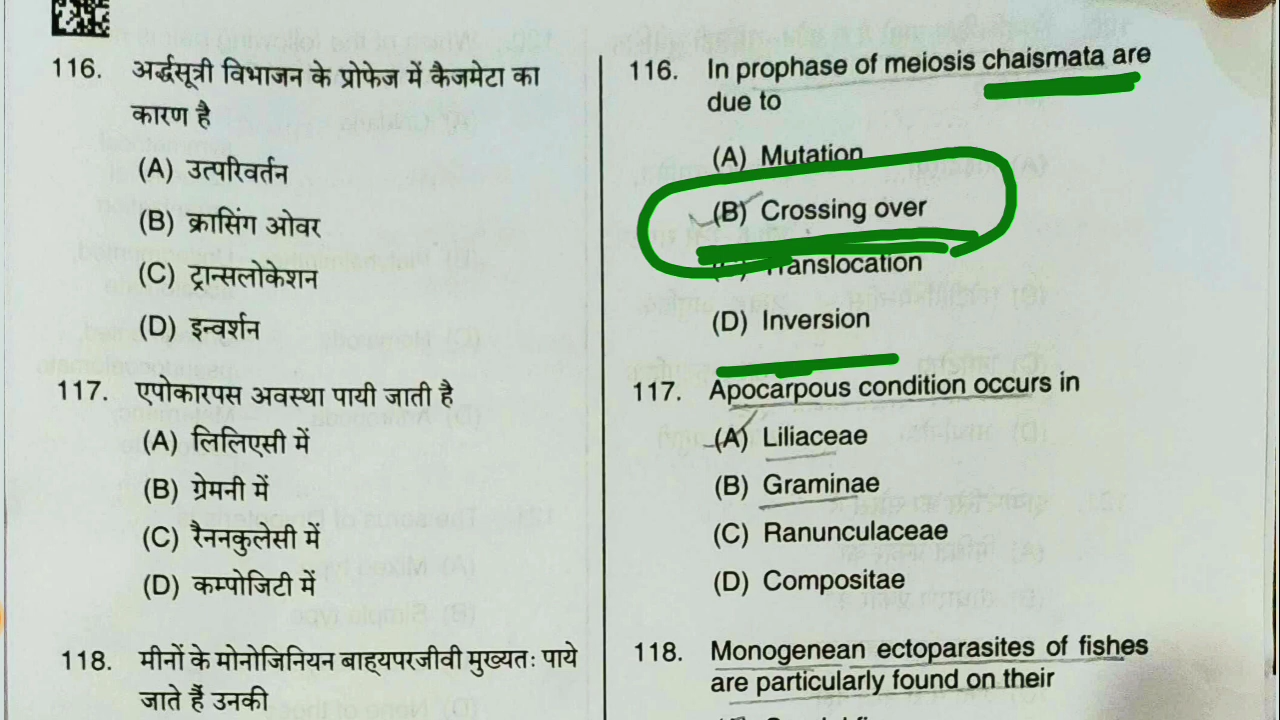 116. अर्द्धसूत्री विभाजन के प्रोफेज में कैजमेटा का
कारण है
(A) उत्परिवर्तन
(B) क्रासिंग ओवर
(C) ट्रान्सलोकेशन
(D) इन्वर्शन
117. एपोकारपस अवस्था पायी जाती है
(A) लिलिएसी में
(B) ग्रेमनी में
(C) रैननकुलेसी में
(D) कम्पोजिटी में
118. मीनों के मोनोजिनियन बाह्यपरजीवी मुख्यतः पाये
जाते हैं उनकी
116. In prophase of meiosis chaismata are
due to
(A) Mutation
(B) Crossing over
(C) Translocation
(D) Inversion
117. Apocarpous condition occurs in
(A) Liliaceae
(B) Graminae
(C) Ranunculaceae
(D) Compositae
118. Monogenean ectoparasites of fishes
are particularly found on their